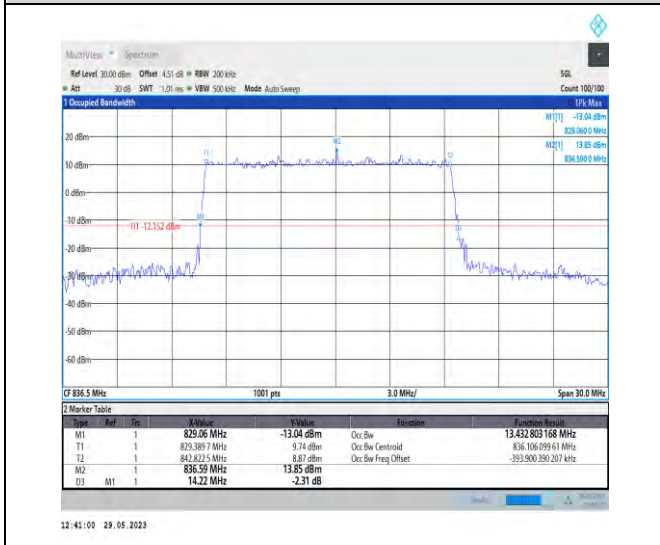 MultiView Spectrum
Ref Level 30.00 dBm Offset 4.51 dB RBW 200 kHz SGL
Att 30 dB SWT 1.01 ms VBW 500 kHz Mode Auto Sweep Count 100/100
1 Occupied Bandwidth 1Pk Max
M1[1] -13.04 dBm
829.060 0 MHz
M2[1] 13.85 dBm
836.590 0 MHz
20 dBm
M2
T1
T2
10 dBm
0 dBm
M1
-10 dBm
H1 -12.152 dBm
D3
-20 dBm
-30 dBm
-40 dBm
-50 dBm
-60 dBm
CF 836.5 MHz 1001 pts 3.0 MHz/ Span 30.0 MHz
2 Marker Table
Type Ref Trc X-Value Y-Value Function Function Result
M1 1 829.06 MHz -13.04 dBm Occ Bw 13.432 803 168 MHz
T1 1 829.389 7 MHz 9.74 dBm Occ Bw Centroid 836.106 099 61 MHz
T2 1 842.822 5 MHz 8.87 dBm Occ Bw Freq Offset -393.900 390 207 kHz
M2 1 836.59 MHz 13.85 dBm
D3 M1 1 14.22 MHz -2.31 dB
12:41:00 29.05.2023